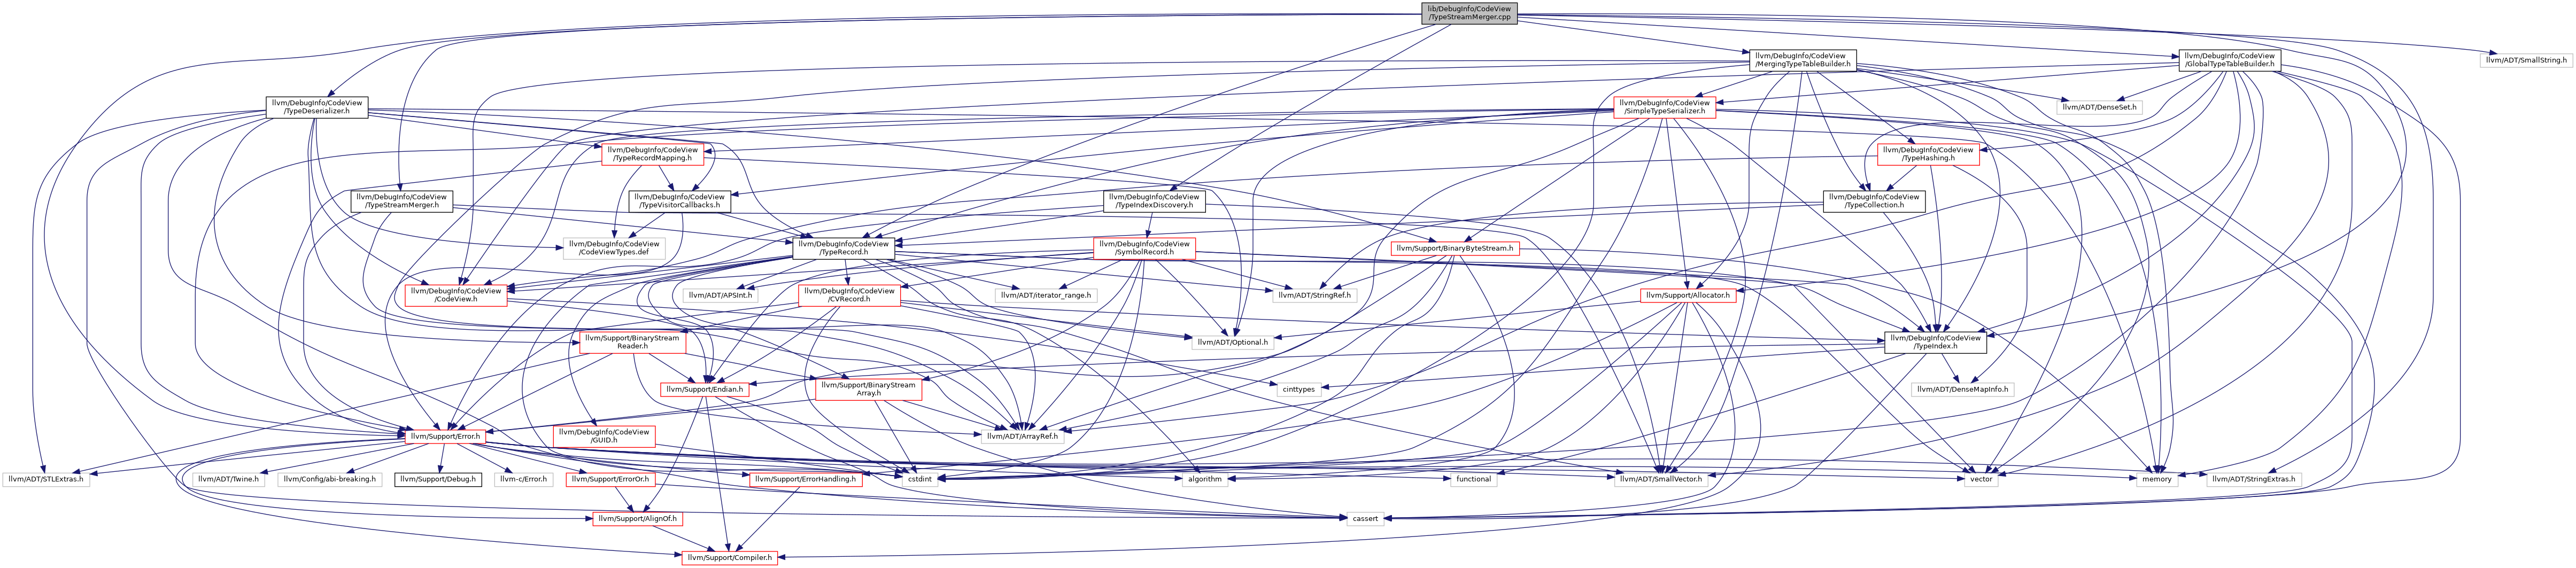 lib/DebugInfo/CodeView
/TypeStreamMerger.cpp
llvm/DebugInfo/CodeView
/MergingTypeTableBuilder.h
llvm/DebugInfo/CodeView
/GlobalTypeTableBuilder.h
llvm/ADT/SmallString.h
llvm/DebugInfo/CodeView
/TypeDeserializer.h
llvm/DebugInfo/CodeView
/SimpleTypeSerializer.h
llvm/ADT/DenseSet.h
llvm/DebugInfo/CodeView
/TypeRecordMapping.h
llvm/DebugInfo/CodeView
/TypeHashing.h
llvm/DebugInfo/CodeView
/TypeStreamMerger.h
llvm/DebugInfo/CodeView
/TypeVisitorCallbacks.h
llvm/DebugInfo/CodeView
/TypeIndexDiscovery.h
llvm/DebugInfo/CodeView
/TypeCollection.h
llvm/DebugInfo/CodeView
/CodeViewTypes.def
llvm/DebugInfo/CodeView
/TypeRecord.h
llvm/DebugInfo/CodeView
/SymbolRecord.h
llvm/Support/BinaryByteStream.h
llvm/DebugInfo/CodeView
/CodeView.h
llvm/ADT/APSInt.h
llvm/DebugInfo/CodeView
/CVRecord.h
llvm/ADT/iterator_range.h
llvm/ADT/StringRef.h
llvm/Support/Allocator.h
llvm/Support/BinaryStream
Reader.h
llvm/ADT/Optional.h
llvm/DebugInfo/CodeView
/TypeIndex.h
llvm/Support/Endian.h
llvm/Support/BinaryStream
Array.h
cinttypes
llvm/ADT/DenseMapInfo.h
llvm/Support/Error.h
llvm/DebugInfo/CodeView
/GUID.h
llvm/ADT/ArrayRef.h
llvm/ADT/STLExtras.h
llvm/ADT/Twine.h
llvm/Config/abi-breaking.h
llvm/Support/Debug.h
llvm-c/Error.h
llvm/Support/ErrorOr.h
llvm/Support/ErrorHandling.h
cstdint
algorithm
functional
llvm/ADT/SmallVector.h
vector
memory
llvm/ADT/StringExtras.h
llvm/Support/AlignOf.h
cassert
llvm/Support/Compiler.h